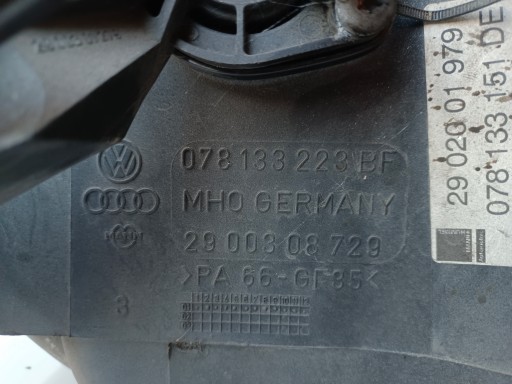 078 133 223 BF
MHO GERMANY
29 003 08 729
>PA 66-GF35<
3
29 020 01 979
078 133 151 DE